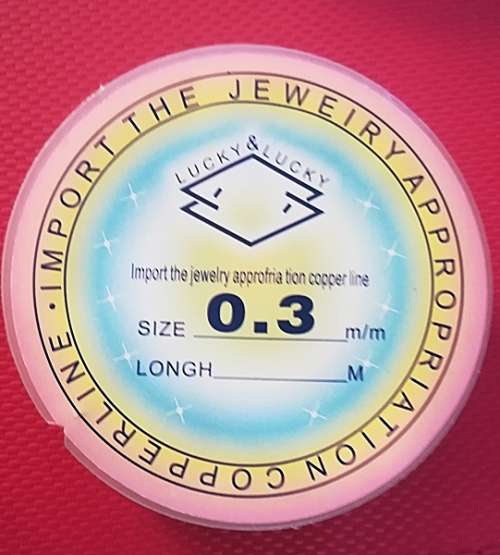 ·IMPORT THE JEWEIRY APPROPRIATION COPPERLINE
LUCKY&LUCKY
Import the jewelry approfria tion copper line
SIZE 0.3 m/m
LONGH M